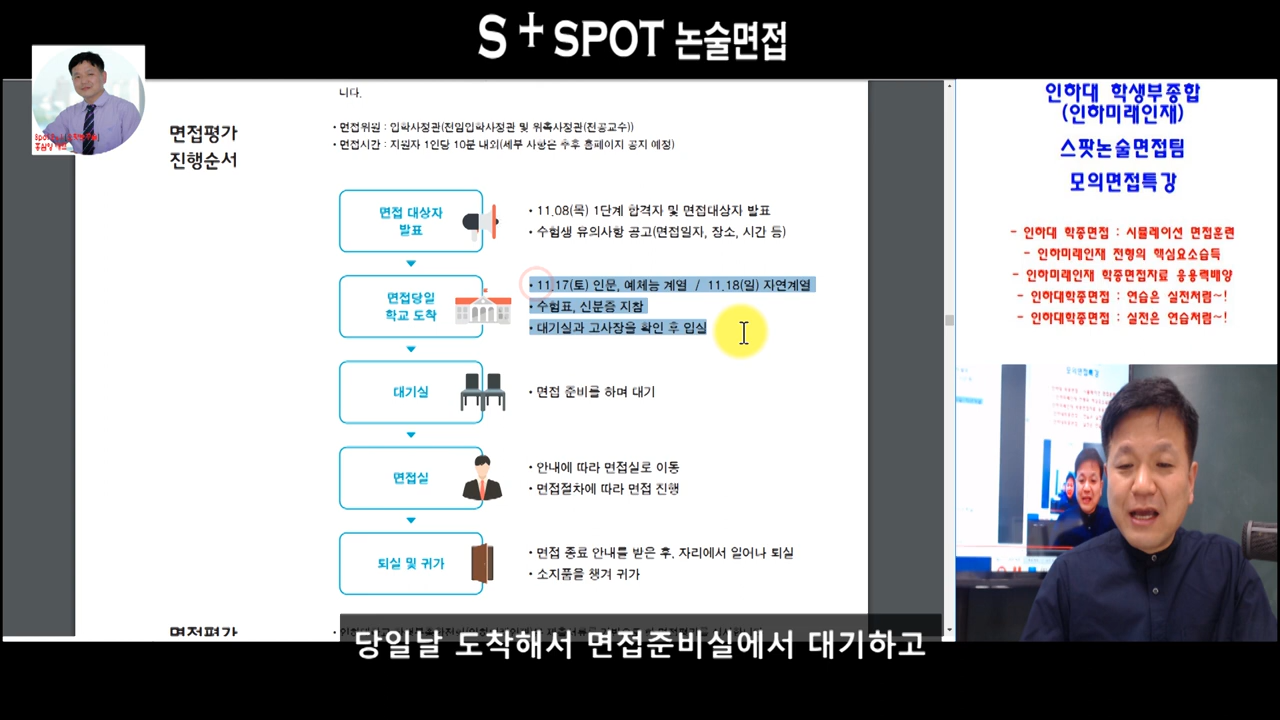 S+SPOT 논술면접
니다.
면접평가
진행순서
• 면접위원 : 입학사정관(전임입학사정관 및 위촉사정관(전공교수))
• 면접시간 : 지원자 1인당 10분 내외(세부 사항은 추후 홈페이지 공지 예정)
면접 대상자
발표
• 11.08(목) 1단계 합격자 및 면접대상자 발표
• 수험생 유의사항 공고(면접일자, 장소, 시간 등)
면접당일
학교 도착
• 11.17(토) 인문, 예체능 계열 / 11.18(일) 자연계열
• 수험표, 신분증 지참
• 대기실과 고사장을 확인 후 입실
대기실
• 면접 준비를 하며 대기
면접실
• 안내에 따라 면접실로 이동
• 면접절차에 따라 면접 진행
퇴실 및 귀가
• 면접 종료 안내를 받은 후, 자리에서 일어나 퇴실
• 소지품을 챙겨 귀가
면접평가
당일날 도착해서 면접준비실에서 대기하고
인하대 학생부종합
(인하미래인재)
스팟논술면접팀
모의면접특강
- 인하대 학종면접 : 시뮬레이션 면접훈련
- 인하미래인재 전형의 핵심요소습득
- 인하미래인재 학종면접자료 응용력배양
- 인하대학종면접 : 연습은 실전처럼~!
- 인하대학종면접 : 실전은 연습처럼~!
모의면접특강